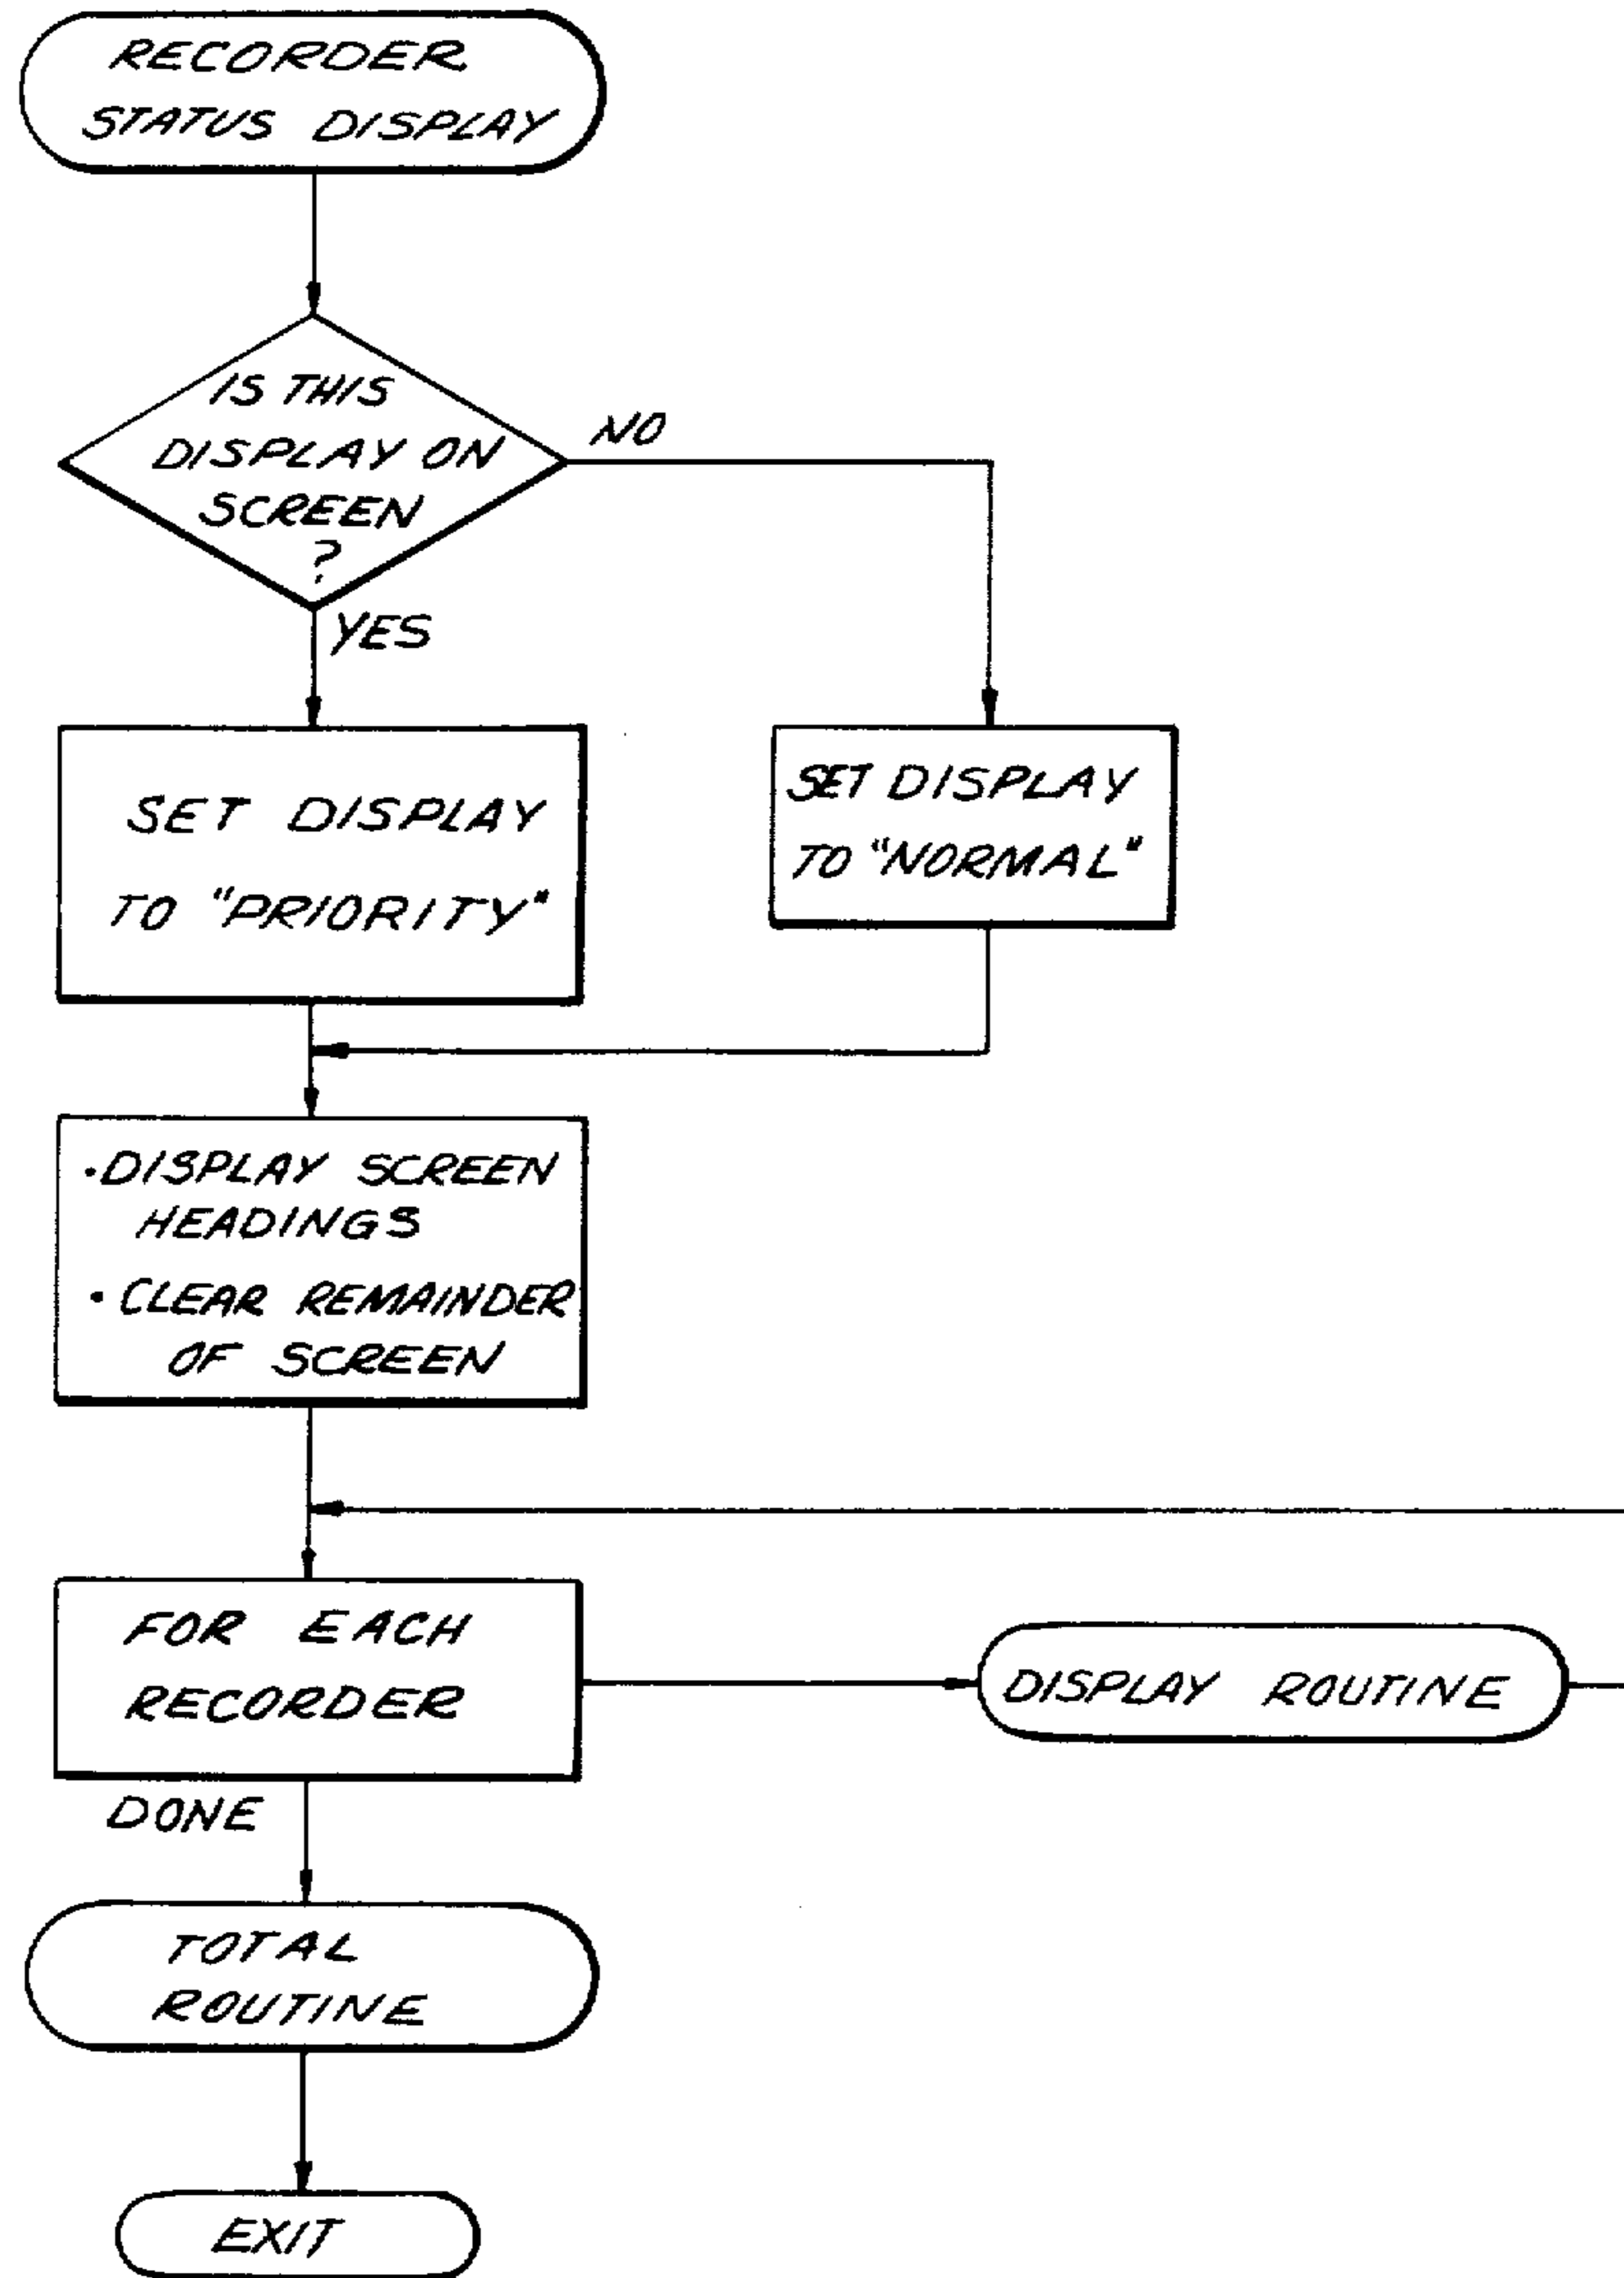 RECORDER
STATUS DISPLAY
IS THIS
DISPLAY ON
SCREEN
?
NO
YES
SET DISPLAY
TO "PRIORITY"
SET DISPLAY
TO "NORMAL"
·DISPLAY SCREEN
HEADINGS
· CLEAR REMAINDER
OF SCREEN
FOR EACH
RECORDER
DISPLAY ROUTINE
DONE
TOTAL
ROUTINE
EXIT